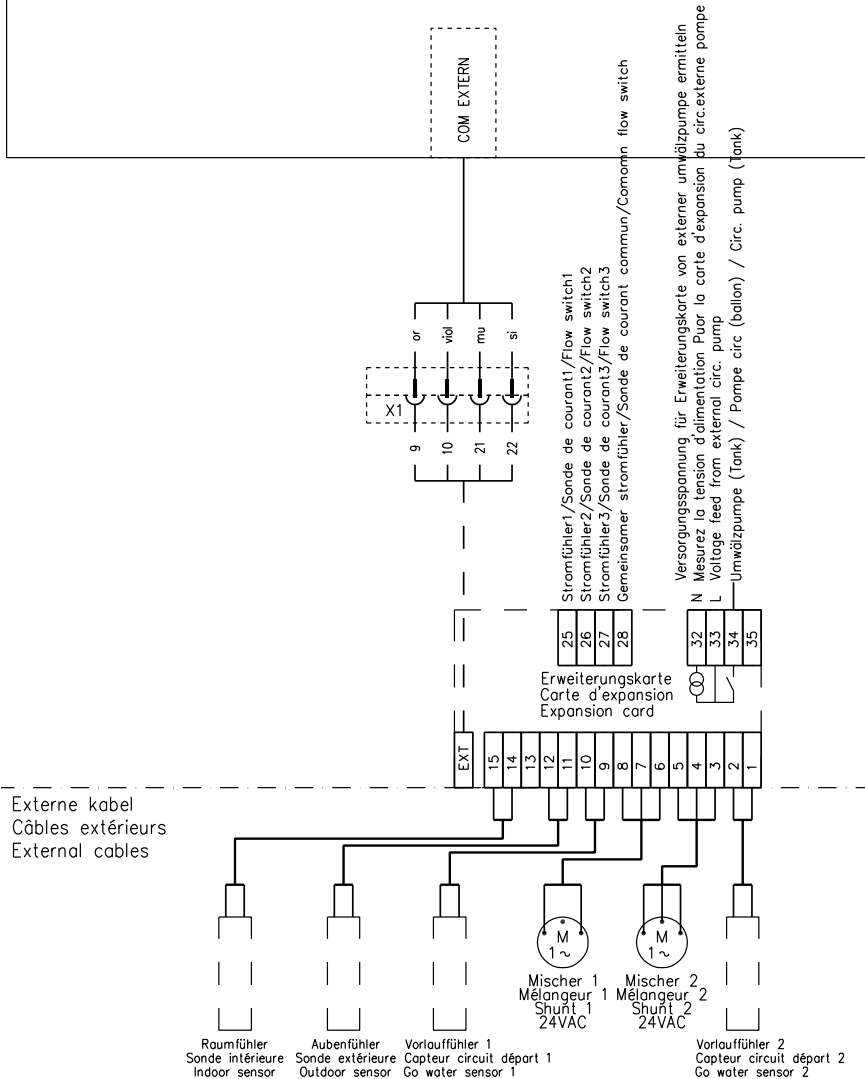 COM EXTERN
or
viol
mu
si
X1
9
10
21
22
Stromfühler1/Sonde de courant1/Flow switch1
Stromfühler2/Sonde de courant2/Flow switch2
Stromfühler3/Sonde de courant3/Flow switch3
Gemeinsamer stromfühler/Sonde de courant commun/Comomn flow switch
Versorgungsspannung für Erweiterungskarte von externer umwälzpumpe ermitteln
N Mesurez la tension d'alimentation Puor la carte d'expansion du circ.externe pompe
L Voltage feed from external circ. pump
Umwälzpumpe (Tank) / Pompe circ (ballon) / Circ. pump (Tank)
25
26
27
28
32
33
34
35
Erweiterungskarte
Carte d'expansion
Expansion card
EXT
15
14
13
12
11
10
9
8
7
6
5
4
3
2
1
Externe kabel
Câbles extérieurs
External cables
M
1~
M
1~
Mischer 1
Mélangeur 1
Shunt 1
24VAC
Mischer 2
Mélangeur 2
Shunt 2
24VAC
Raumfühler
Sonde intérieure
Indoor sensor
Aubenfühler
Sonde extérieure
Outdoor sensor
Vorlauffühler 1
Capteur circuit départ 1
Go water sensor 1
Vorlauffühler 2
Capteur circuit départ 2
Go water sensor 2